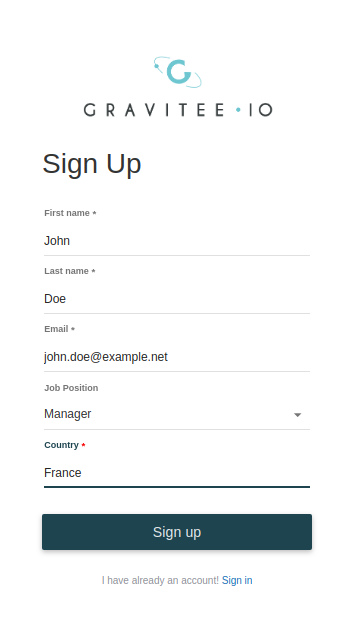 GRAVITEE•IO
Sign Up
First name *
John
Last name *
Doe
Email *
john.doe@example.net
Job Position
Manager
Country *
France
Sign up
I have already an account! Sign in